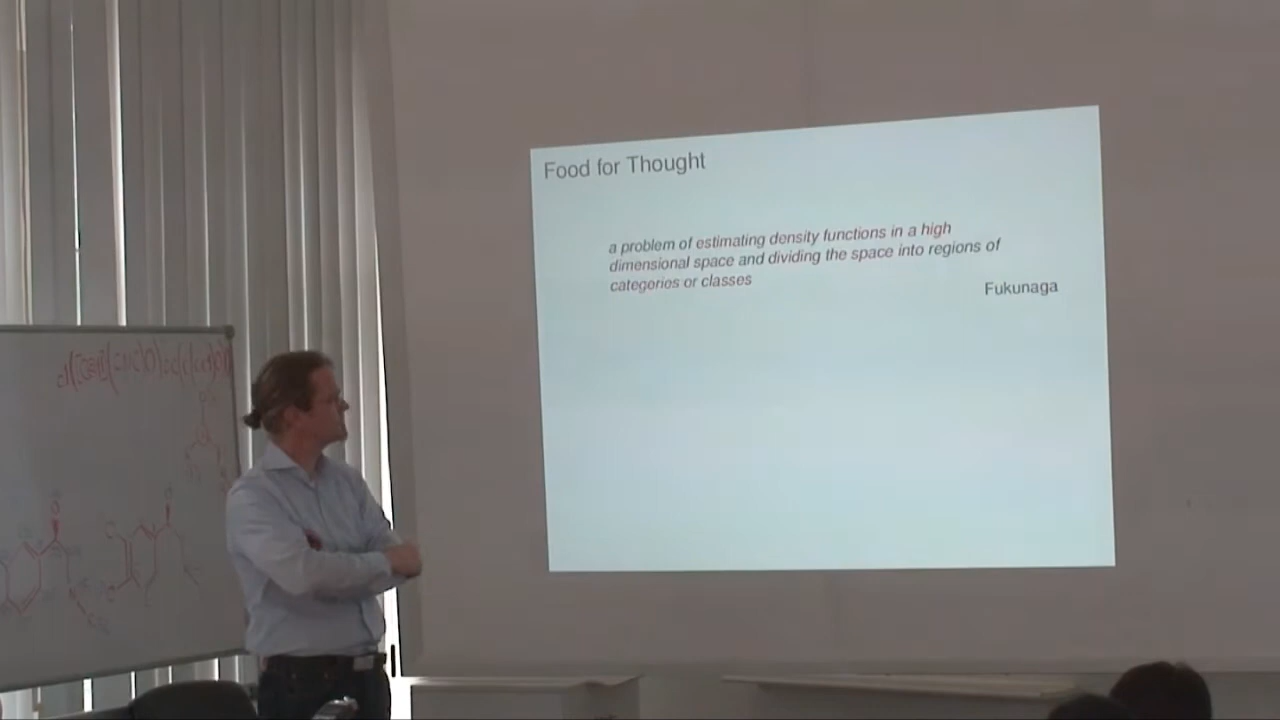 Food for Thought
a problem of estimating density functions in a high
dimensional space and dividing the space into regions of
categories or classes
Fukunaga